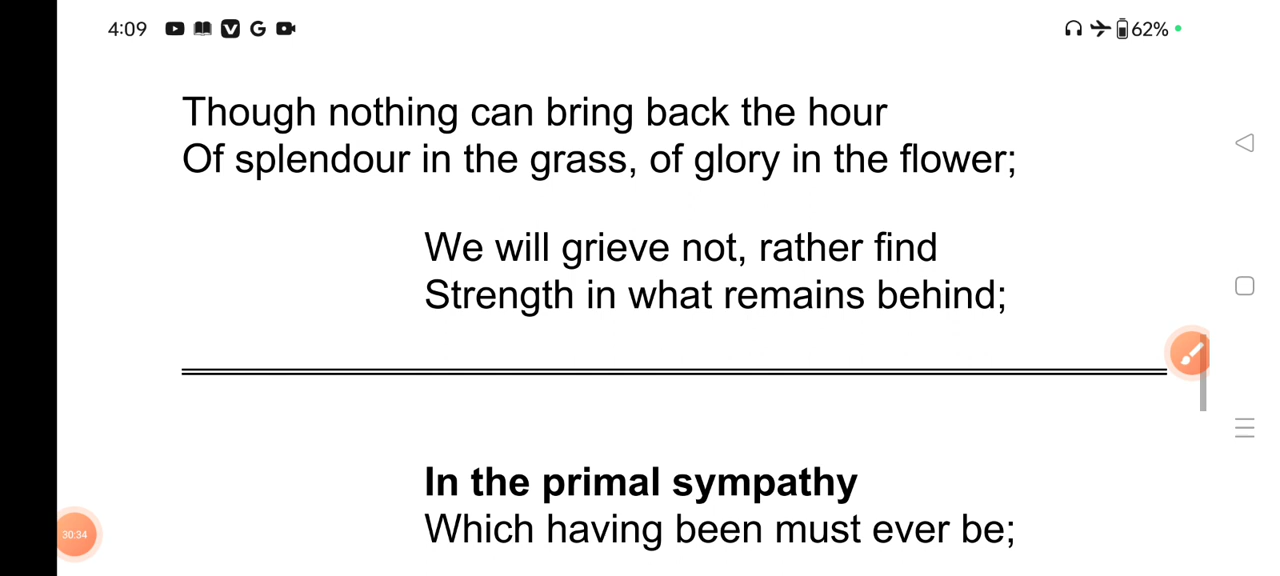 4:09 62%
Though nothing can bring back the hour
Of splendour in the grass, of glory in the flower;
We will grieve not, rather find
Strength in what remains behind;
In the primal sympathy
Which having been must ever be;
30:34